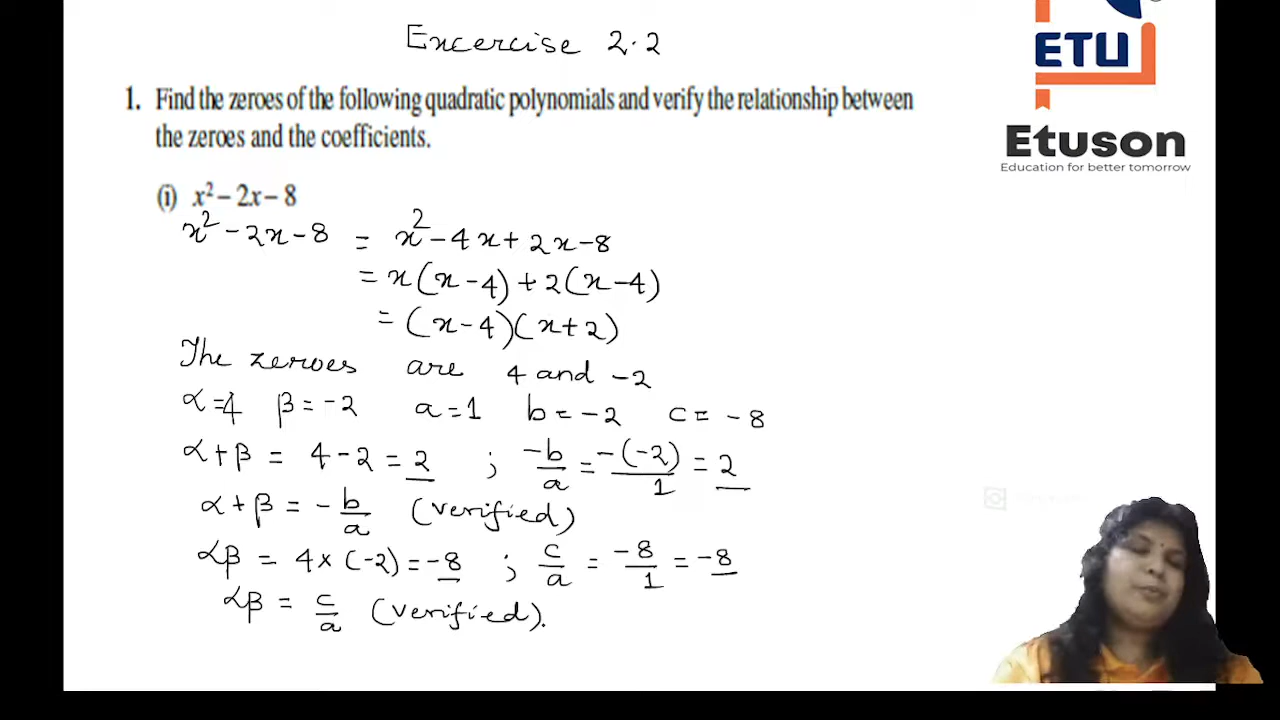 Excercise 2.2
ETU
Etuson
Education for better tomorrow
1. Find the zeroes of the following quadratic polynomials and verify the relationship between
the zeroes and the coefficients.
(i) x² – 2x – 8
x² - 2x - 8 = x² - 4x + 2x - 8
= x(x - 4) + 2(x - 4)
= (x - 4)(x + 2)
The zeroes are 4 and -2
α = 4 β = -2 a = 1 b = -2 c = -8
α + β = 4 - 2 = 2 ; -b/a = -(-2)/1 = 2
α + β = - b/a (verified)
αβ = 4 × (-2) = -8 ; c/a = -8/1 = -8
αβ = c/a (verified).